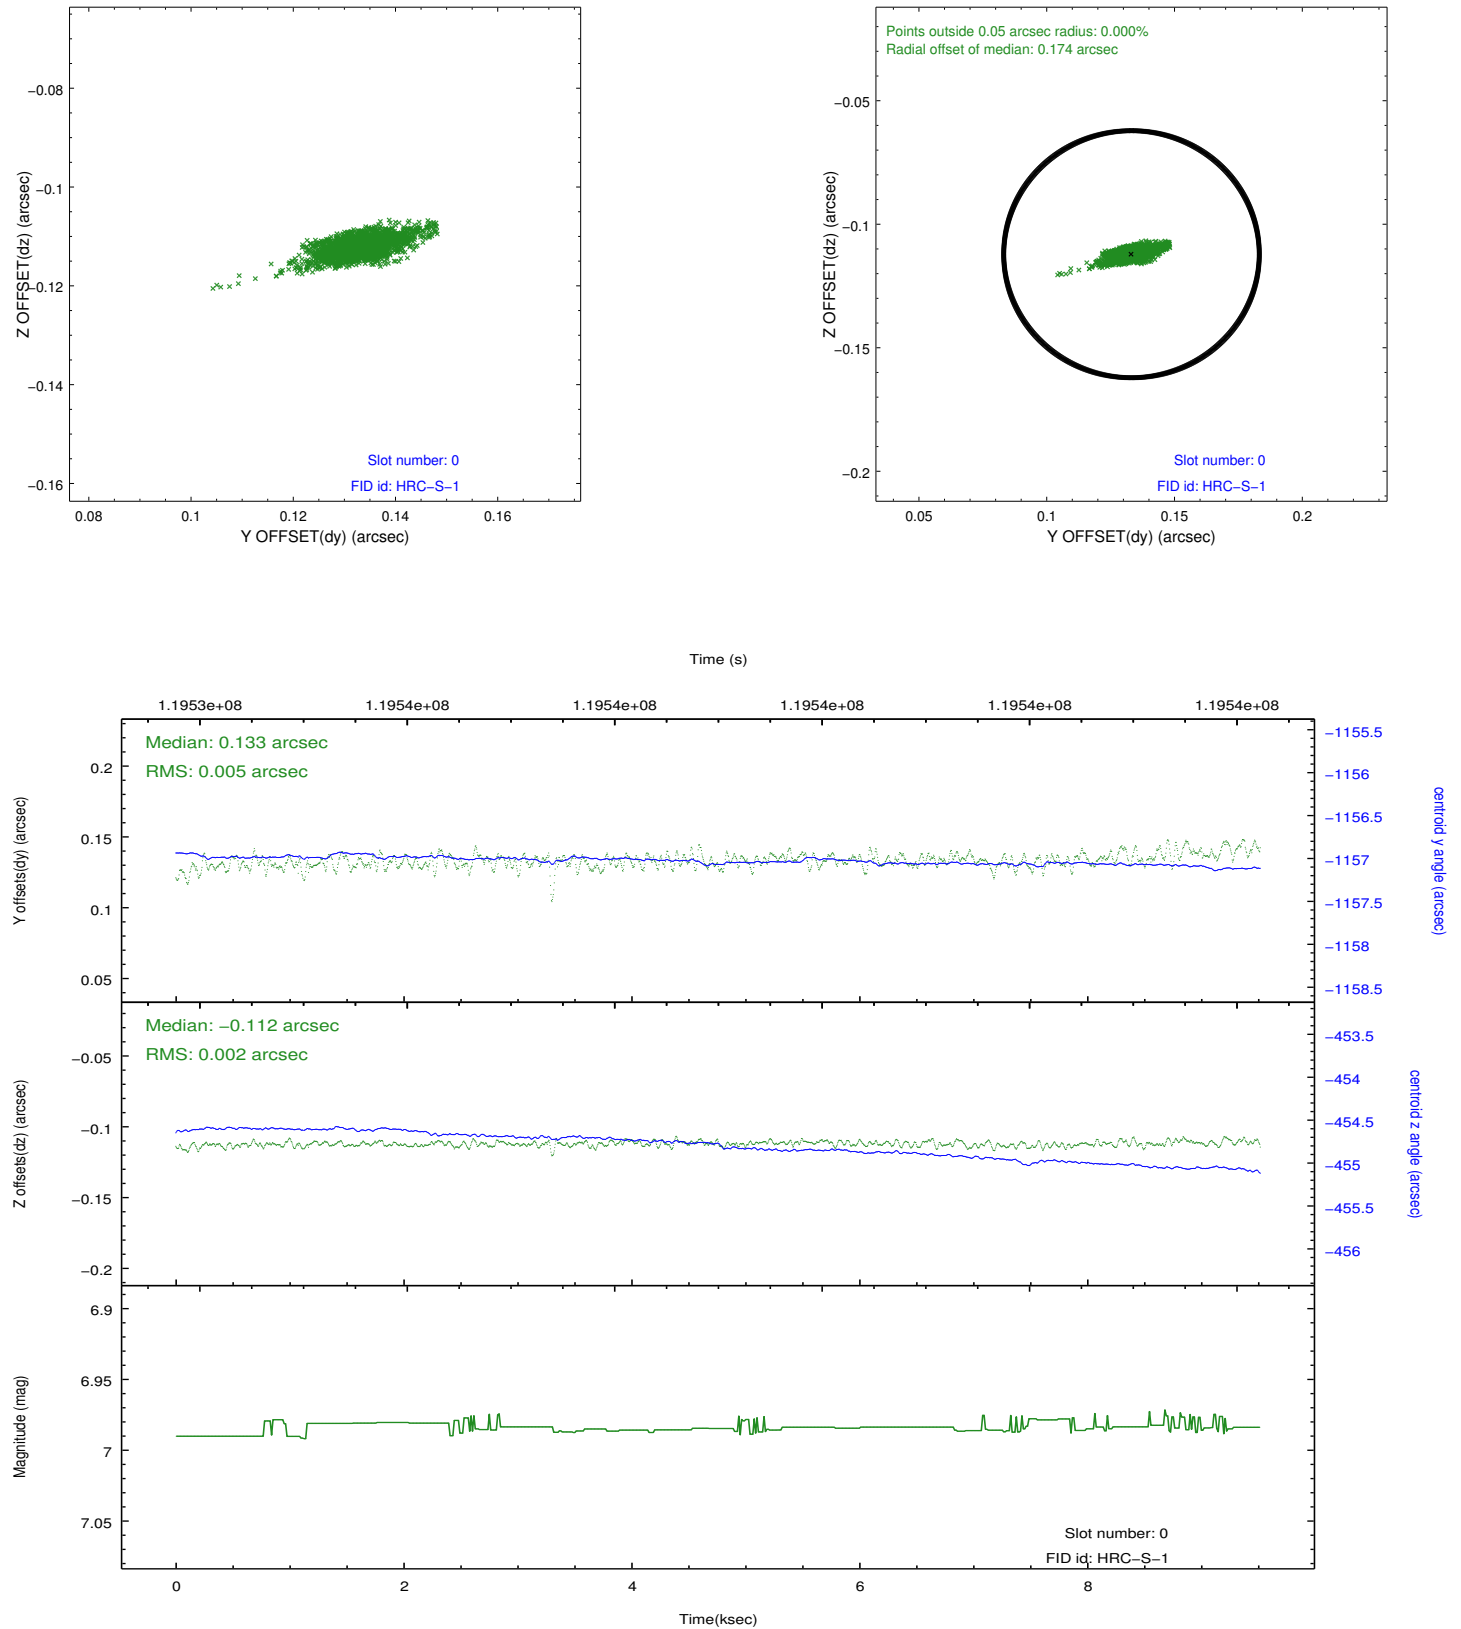 −0.08
−0.1
−0.12
−0.14
−0.16
Z OFFSET(dz) (arcsec)
Slot number: 0
FID id: HRC−S−1
0.08 0.1 0.12 0.14 0.16
Y OFFSET(dy) (arcsec)
Points outside 0.05 arcsec radius: 0.000%
Radial offset of median: 0.174 arcsec
−0.05
−0.1
−0.15
−0.2
Z OFFSET(dz) (arcsec)
Slot number: 0
FID id: HRC−S−1
0.05 0.1 0.15 0.2
Y OFFSET(dy) (arcsec)
Time (s)
1.1953e+08 1.1954e+08 1.1954e+08 1.1954e+08 1.1954e+08 1.1954e+08
Median: 0.133 arcsec
RMS: 0.005 arcsec
0.2
0.15
0.1
0.05
Y offsets(dy) (arcsec)
−1155.5
−1156
−1156.5
−1157
−1157.5
−1158
−1158.5
centroid y angle (arcsec)
Median: −0.112 arcsec
RMS: 0.002 arcsec
−0.05
−0.1
−0.15
−0.2
Z offsets(dz) (arcsec)
−453.5
−454
−454.5
−455
−455.5
−456
centroid z angle (arcsec)
6.9
6.95
7
7.05
Magnitude (mag)
Slot number: 0
FID id: HRC−S−1
0 2 4 6 8
Time(ksec)